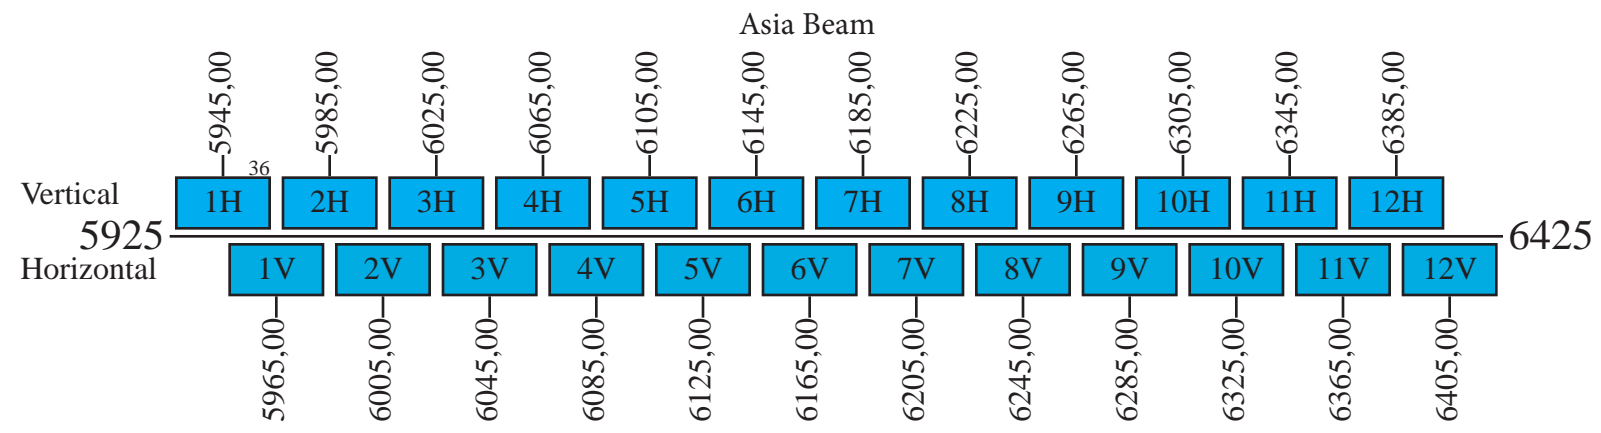 Asia Beam
5945,00 5985,00 6025,00 6065,00 6105,00 6145,00 6185,00 6225,00 6265,00 6305,00 6345,00 6385,00
36
Vertical 1H 2H 3H 4H 5H 6H 7H 8H 9H 10H 11H 12H
5925 6425
Horizontal 1V 2V 3V 4V 5V 6V 7V 8V 9V 10V 11V 12V
5965,00 6005,00 6045,00 6085,00 6125,00 6165,00 6205,00 6245,00 6285,00 6325,00 6365,00 6405,00